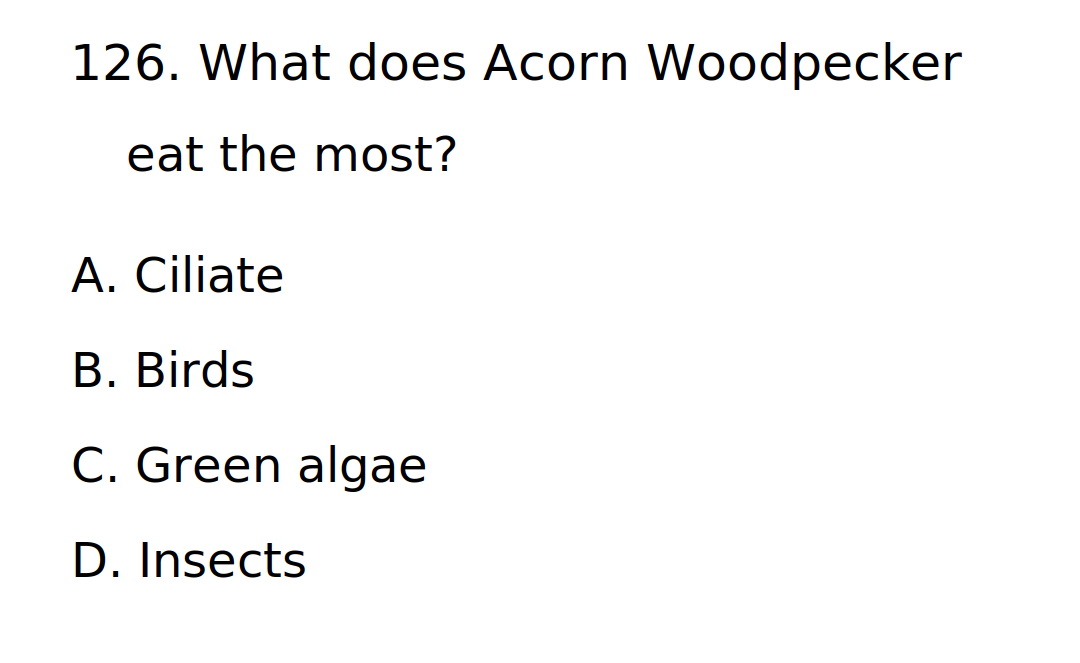 126. What does Acorn Woodpecker
eat the most?
A. Ciliate
B. Birds
C. Green algae
D. Insects